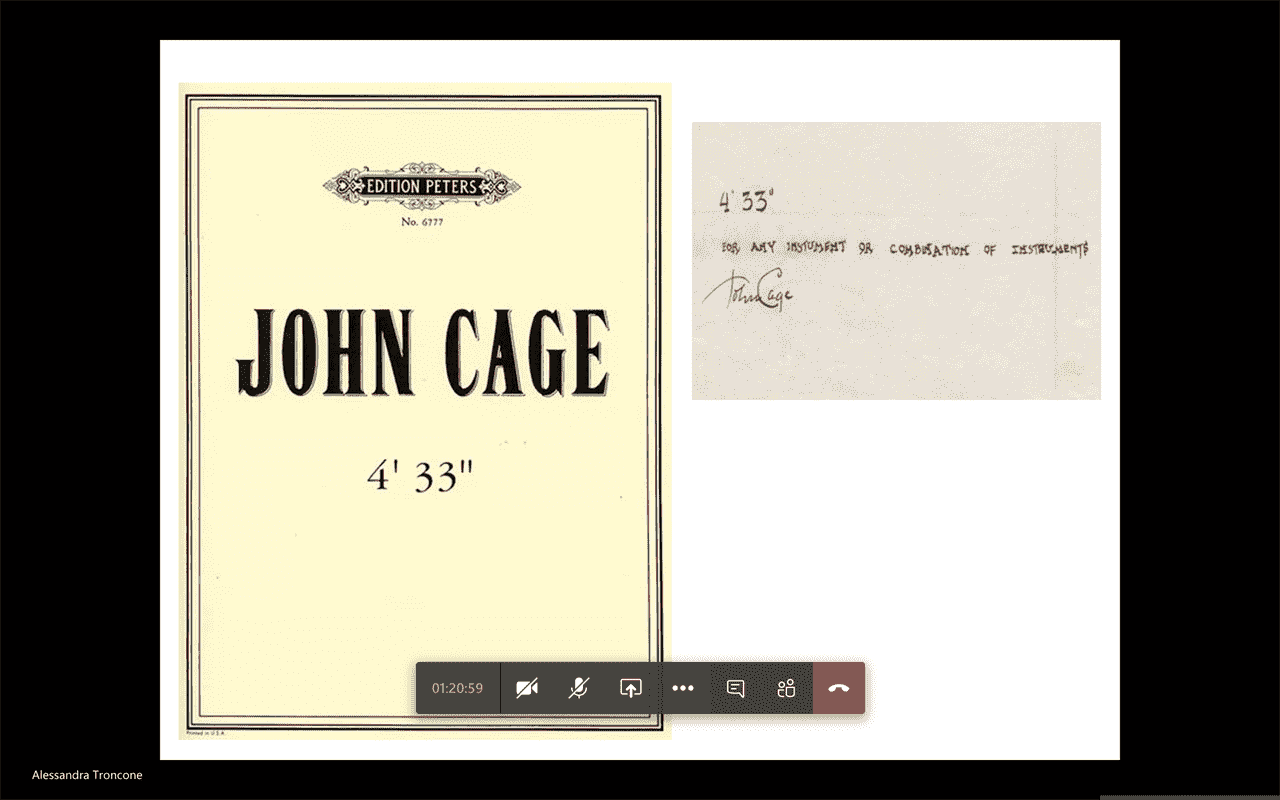 EDITION PETERS
No. 6777
JOHN CAGE
4' 33"
Printed in U.S.A.
4' 33"
FOR ANY INSTUMENT OR COMBINATION OF INSTRUMENTS
John Cage
01:20:59
Alessandra Troncone